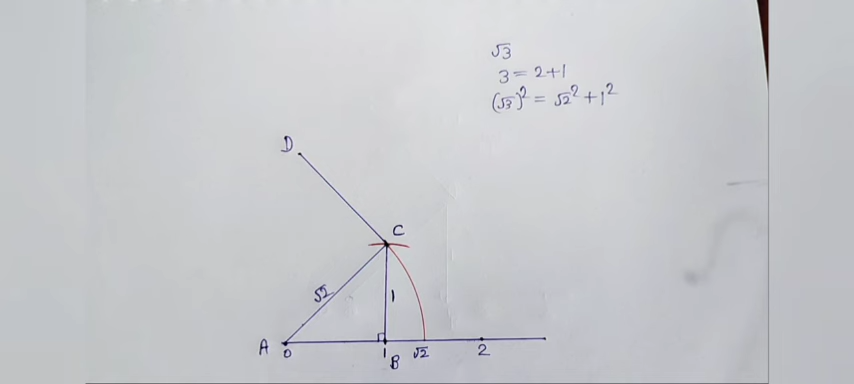 √3
3 = 2+1
(√3)² = √2² + 1²
D
C
√2
1
A
0 1 √2 2
B